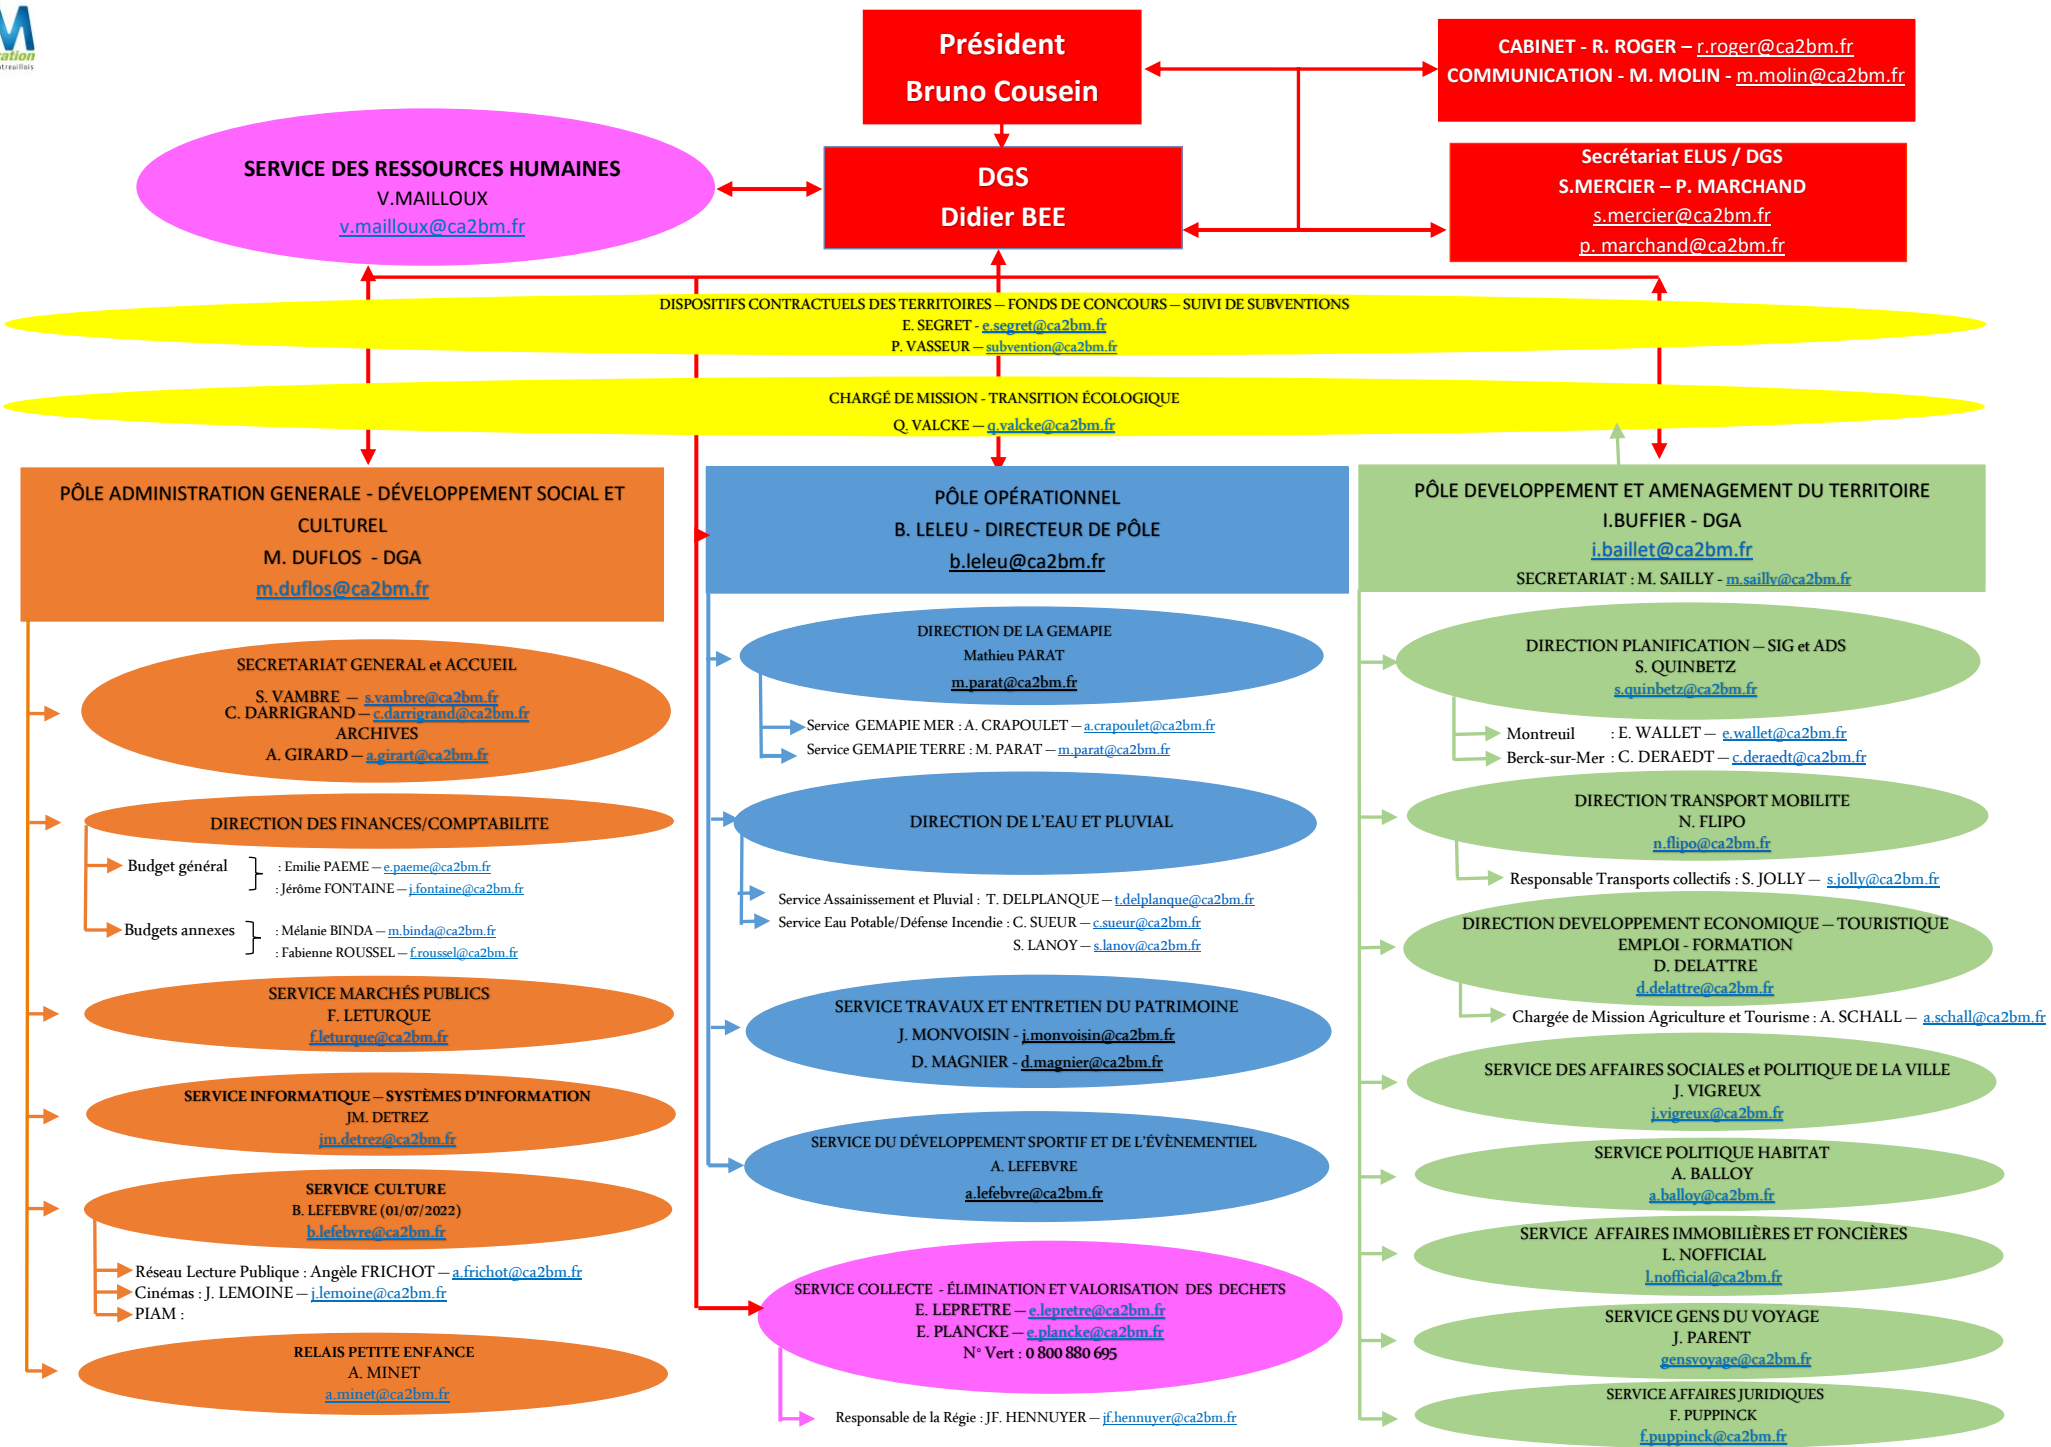 M
ration
ntreuillois
Président
Bruno Cousein
CABINET - R. ROGER – r.roger@ca2bm.fr
COMMUNICATION - M. MOLIN - m.molin@ca2bm.fr
SERVICE DES RESSOURCES HUMAINES
V.MAILLOUX
v.mailloux@ca2bm.fr
DGS
Didier BEE
Secrétariat ELUS / DGS
S.MERCIER – P. MARCHAND
s.mercier@ca2bm.fr
p. marchand@ca2bm.fr
DISPOSITIFS CONTRACTUELS DES TERRITOIRES – FONDS DE CONCOURS – SUIVI DE SUBVENTIONS
E. SEGRET - e.segret@ca2bm.fr
P. VASSEUR – subvention@ca2bm.fr
CHARGÉ DE MISSION - TRANSITION ÉCOLOGIQUE
Q. VALCKE – q.valcke@ca2bm.fr
PÔLE ADMINISTRATION GENERALE - DÉVELOPPEMENT SOCIAL ET
CULTUREL
M. DUFLOS - DGA
m.duflos@ca2bm.fr
SECRETARIAT GENERAL et ACCUEIL
S. VAMBRE – s.vambre@ca2bm.fr
C. DARRIGRAND – c.darrigrand@ca2bm.fr
ARCHIVES
A. GIRARD – a.girart@ca2bm.fr
DIRECTION DES FINANCES/COMPTABILITE
Budget général : Emilie PAEME – e.paeme@ca2bm.fr
: Jérôme FONTAINE – j.fontaine@ca2bm.fr
Budgets annexes : Mélanie BINDA – m.binda@ca2bm.fr
: Fabienne ROUSSEL – f.roussel@ca2bm.fr
SERVICE MARCHÉS PUBLICS
F. LETURQUE
f.leturque@ca2bm.fr
SERVICE INFORMATIQUE – SYSTÈMES D'INFORMATION
JM. DETREZ
jm.detrez@ca2bm.fr
SERVICE CULTURE
B. LEFEBVRE (01/07/2022)
b.lefebvre@ca2bm.fr
Réseau Lecture Publique : Angèle FRICHOT – a.frichot@ca2bm.fr
Cinémas : J. LEMOINE – j.lemoine@ca2bm.fr
PIAM :
RELAIS PETITE ENFANCE
A. MINET
a.minet@ca2bm.fr
PÔLE OPÉRATIONNEL
B. LELEU - DIRECTEUR DE PÔLE
b.leleu@ca2bm.fr
DIRECTION DE LA GEMAPIE
Mathieu PARAT
m.parat@ca2bm.fr
Service GEMAPIE MER : A. CRAPOULET – a.crapoulet@ca2bm.fr
Service GEMAPIE TERRE : M. PARAT – m.parat@ca2bm.fr
DIRECTION DE L'EAU ET PLUVIAL
Service Assainissement et Pluvial : T. DELPLANQUE – t.delplanque@ca2bm.fr
Service Eau Potable/Défense Incendie : C. SUEUR – c.sueur@ca2bm.fr
S. LANOY – s.lanoy@ca2bm.fr
SERVICE TRAVAUX ET ENTRETIEN DU PATRIMOINE
J. MONVOISIN - j.monvoisin@ca2bm.fr
D. MAGNIER - d.magnier@ca2bm.fr
SERVICE DU DÉVELOPPEMENT SPORTIF ET DE L'ÉVÈNEMENTIEL
A. LEFEBVRE
a.lefebvre@ca2bm.fr
SERVICE COLLECTE - ÉLIMINATION ET VALORISATION DES DECHETS
E. LEPRETRE – e.lepretre@ca2bm.fr
E. PLANCKE – e.plancke@ca2bm.fr
N° Vert : 0 800 880 695
Responsable de la Régie : JF. HENNUYER – jf.hennuyer@ca2bm.fr
PÔLE DEVELOPPEMENT ET AMENAGEMENT DU TERRITOIRE
I.BUFFIER - DGA
i.baillet@ca2bm.fr
SECRETARIAT : M. SAILLY - m.sailly@ca2bm.fr
DIRECTION PLANIFICATION – SIG et ADS
S. QUINBETZ
s.quinbetz@ca2bm.fr
Montreuil : E. WALLET – e.wallet@ca2bm.fr
Berck-sur-Mer : C. DERAEDT – c.deraedt@ca2bm.fr
DIRECTION TRANSPORT MOBILITE
N. FLIPO
n.flipo@ca2bm.fr
Responsable Transports collectifs : S. JOLLY – s.jolly@ca2bm.fr
DIRECTION DEVELOPPEMENT ECONOMIQUE – TOURISTIQUE
EMPLOI - FORMATION
D. DELATTRE
d.delattre@ca2bm.fr
Chargée de Mission Agriculture et Tourisme : A. SCHALL – a.schall@ca2bm.fr
SERVICE DES AFFAIRES SOCIALES et POLITIQUE DE LA VILLE
J. VIGREUX
j.vigreux@ca2bm.fr
SERVICE POLITIQUE HABITAT
A. BALLOY
a.balloy@ca2bm.fr
SERVICE AFFAIRES IMMOBILIÈRES ET FONCIÈRES
L. NOFFICIAL
l.nofficial@ca2bm.fr
SERVICE GENS DU VOYAGE
J. PARENT
gensvoyage@ca2bm.fr
SERVICE AFFAIRES JURIDIQUES
F. PUPPINCK
f.puppinck@ca2bm.fr